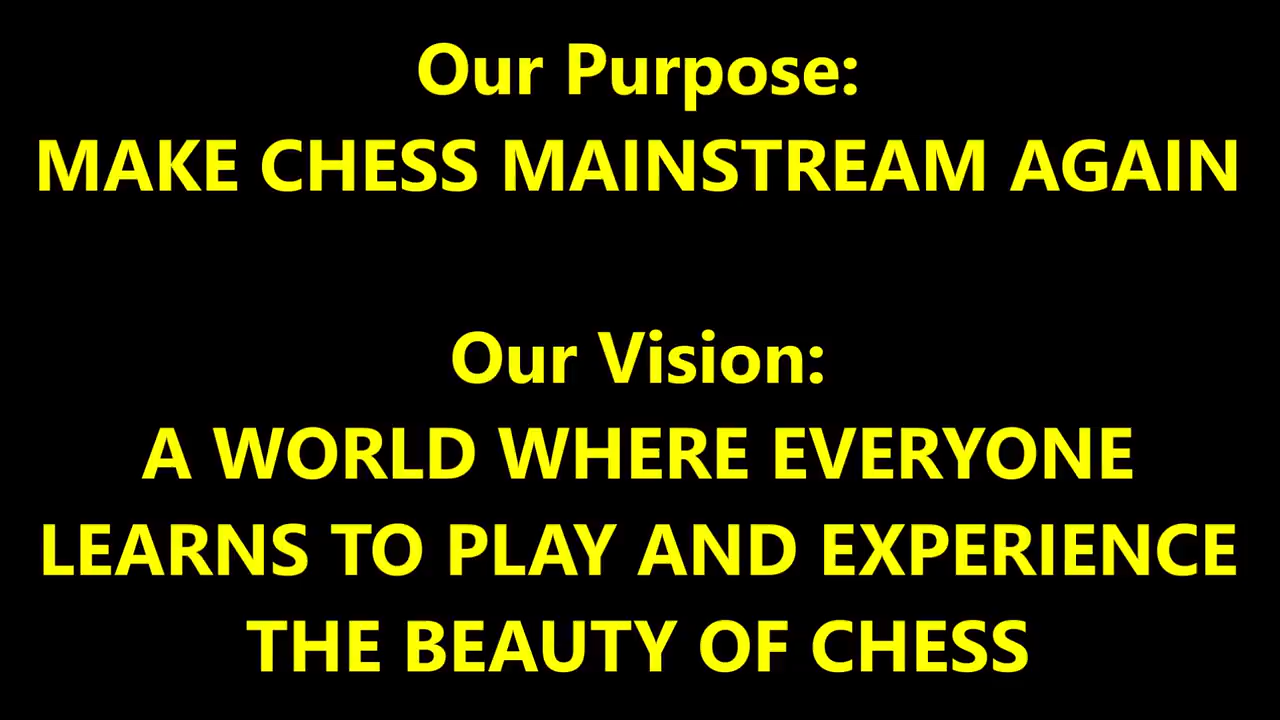 Our Purpose:
MAKE CHESS MAINSTREAM AGAIN
Our Vision:
A WORLD WHERE EVERYONE
LEARNS TO PLAY AND EXPERIENCE
THE BEAUTY OF CHESS